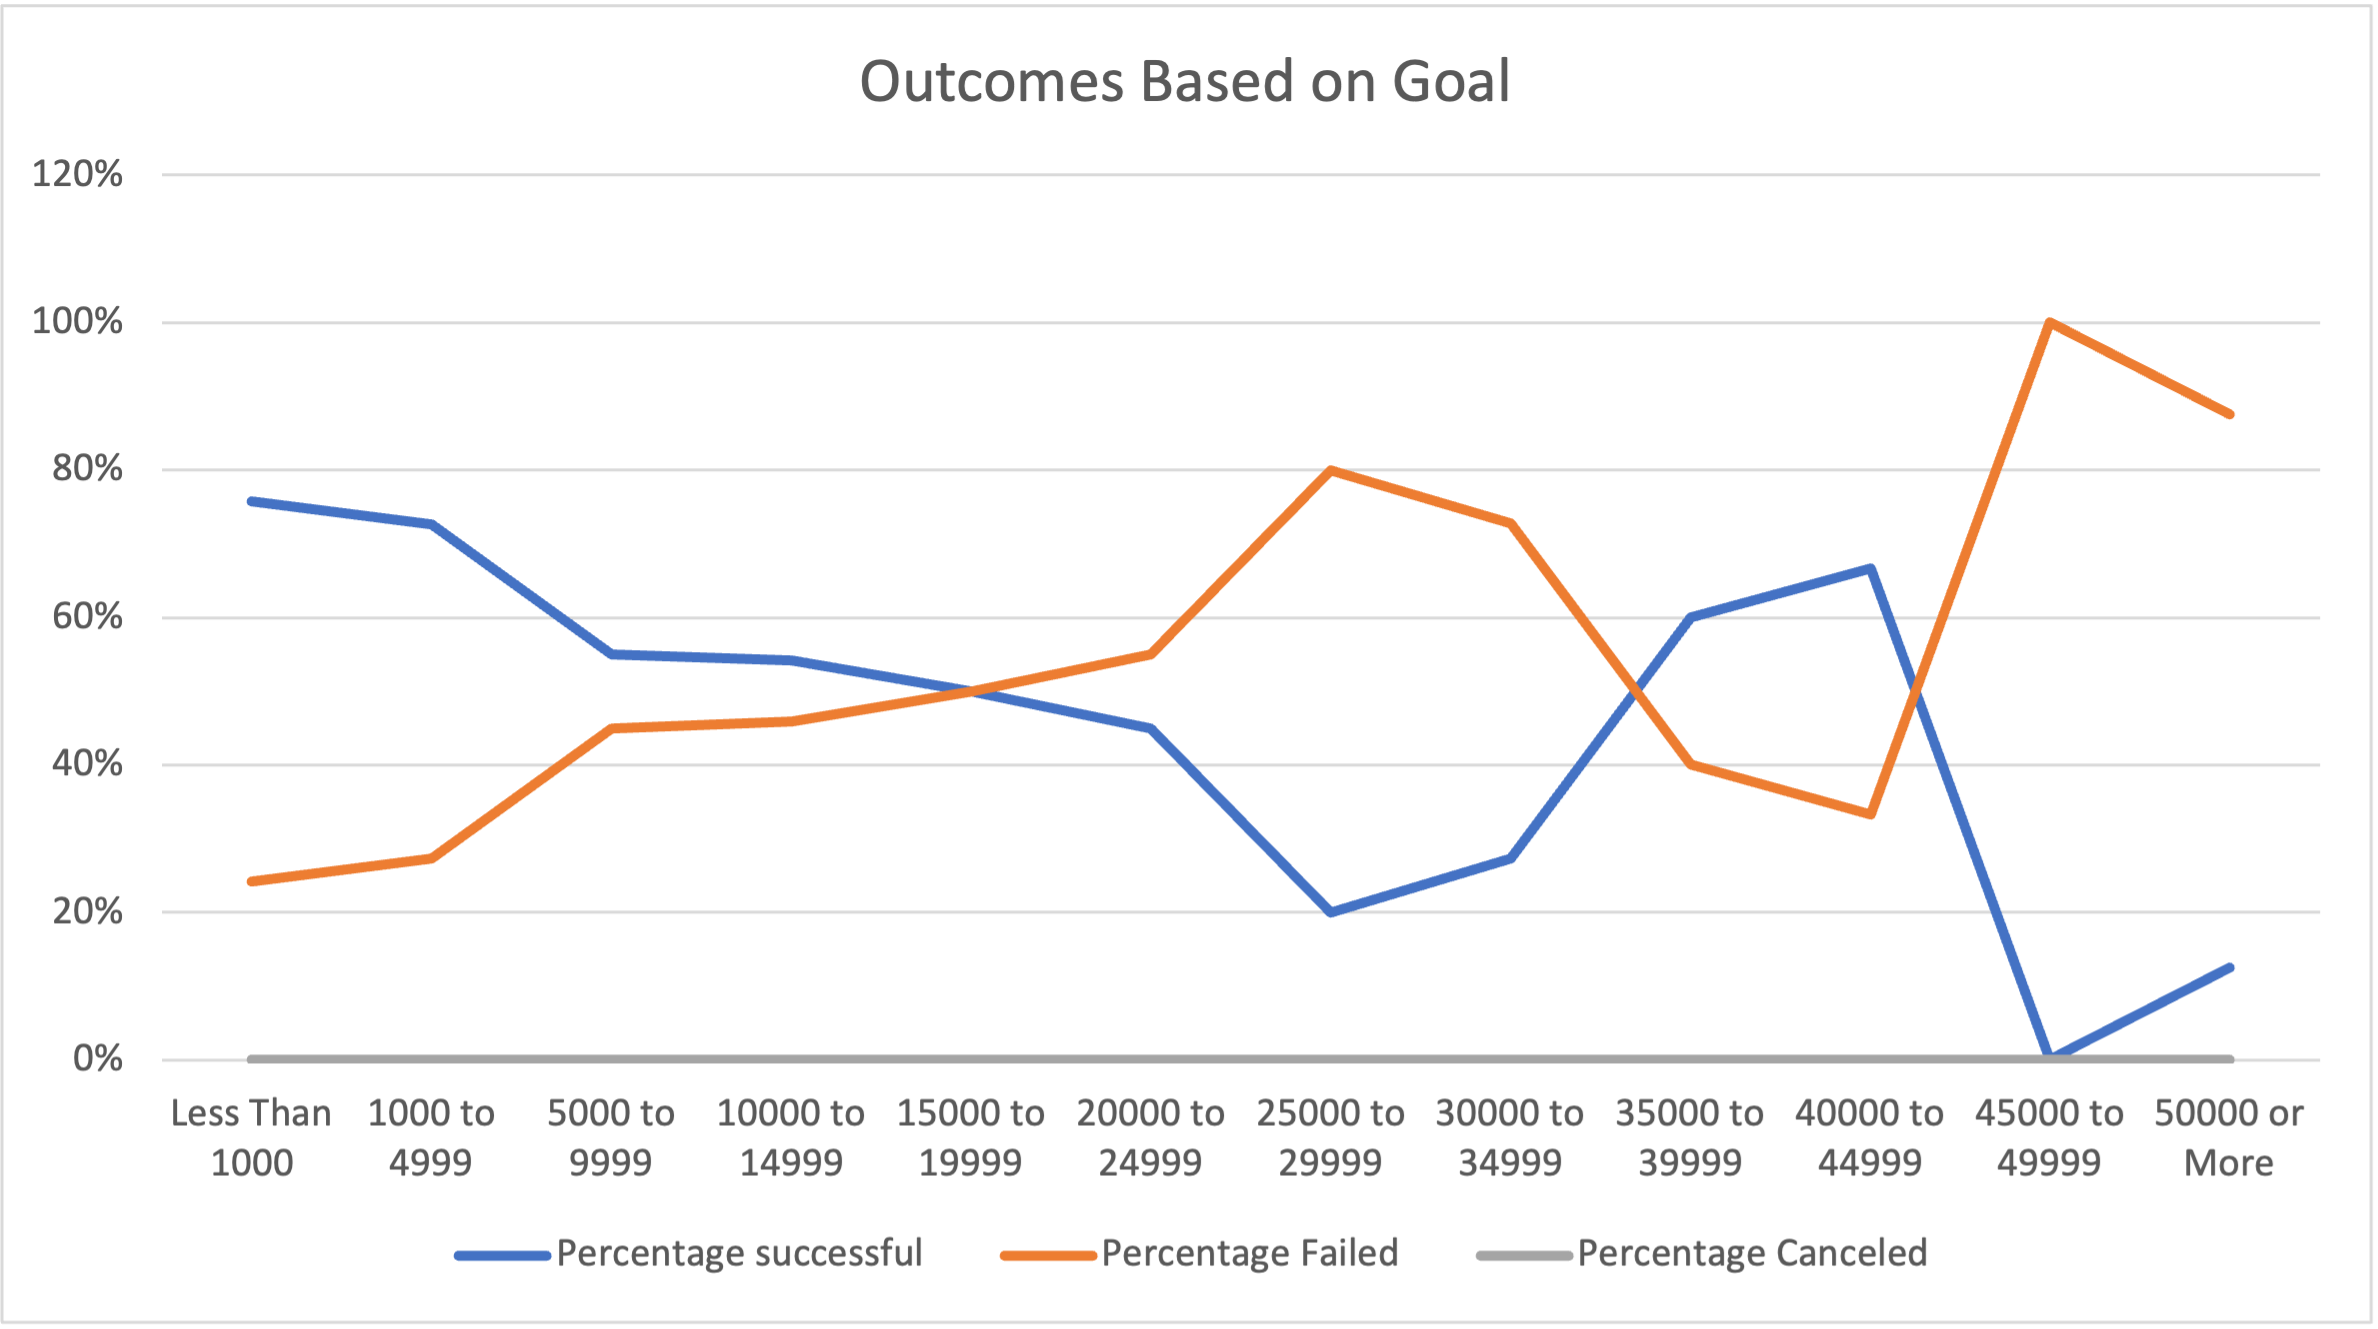 Outcomes Based on Goal
120%
100%
80%
60%
40%
20%
0%
Less Than 1000 to 5000 to 10000 to 15000 to 20000 to 25000 to 30000 to 35000 to 40000 to 45000 to 50000 or
1000 4999 9999 14999 19999 24999 29999 34999 39999 44999 49999 More
Percentage successful Percentage Failed Percentage Canceled